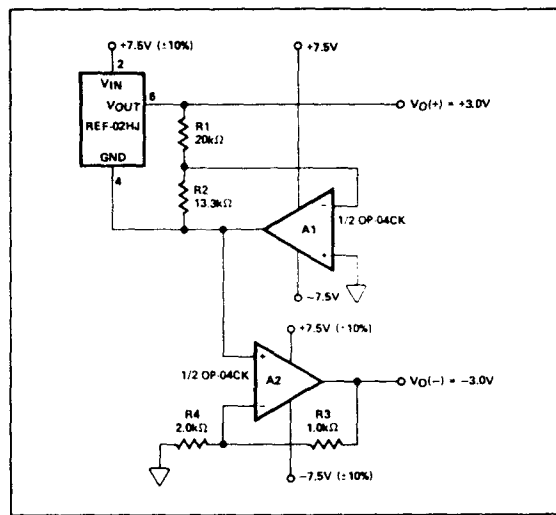 +7.5V (±10%)
+7.5V
2
VIN
VOUT
6
VO(+) = +3.0V
REF-02HJ
R1
20kΩ
GND
4
R2
13.3kΩ
−
A1
1/2 OP-04CK
+
−7.5V
+7.5V (±10%)
+
1/2 OP-04CK
A2
VO(−) = −3.0V
−
R4
2.0kΩ
R3
1.0kΩ
−7.5V (±10%)